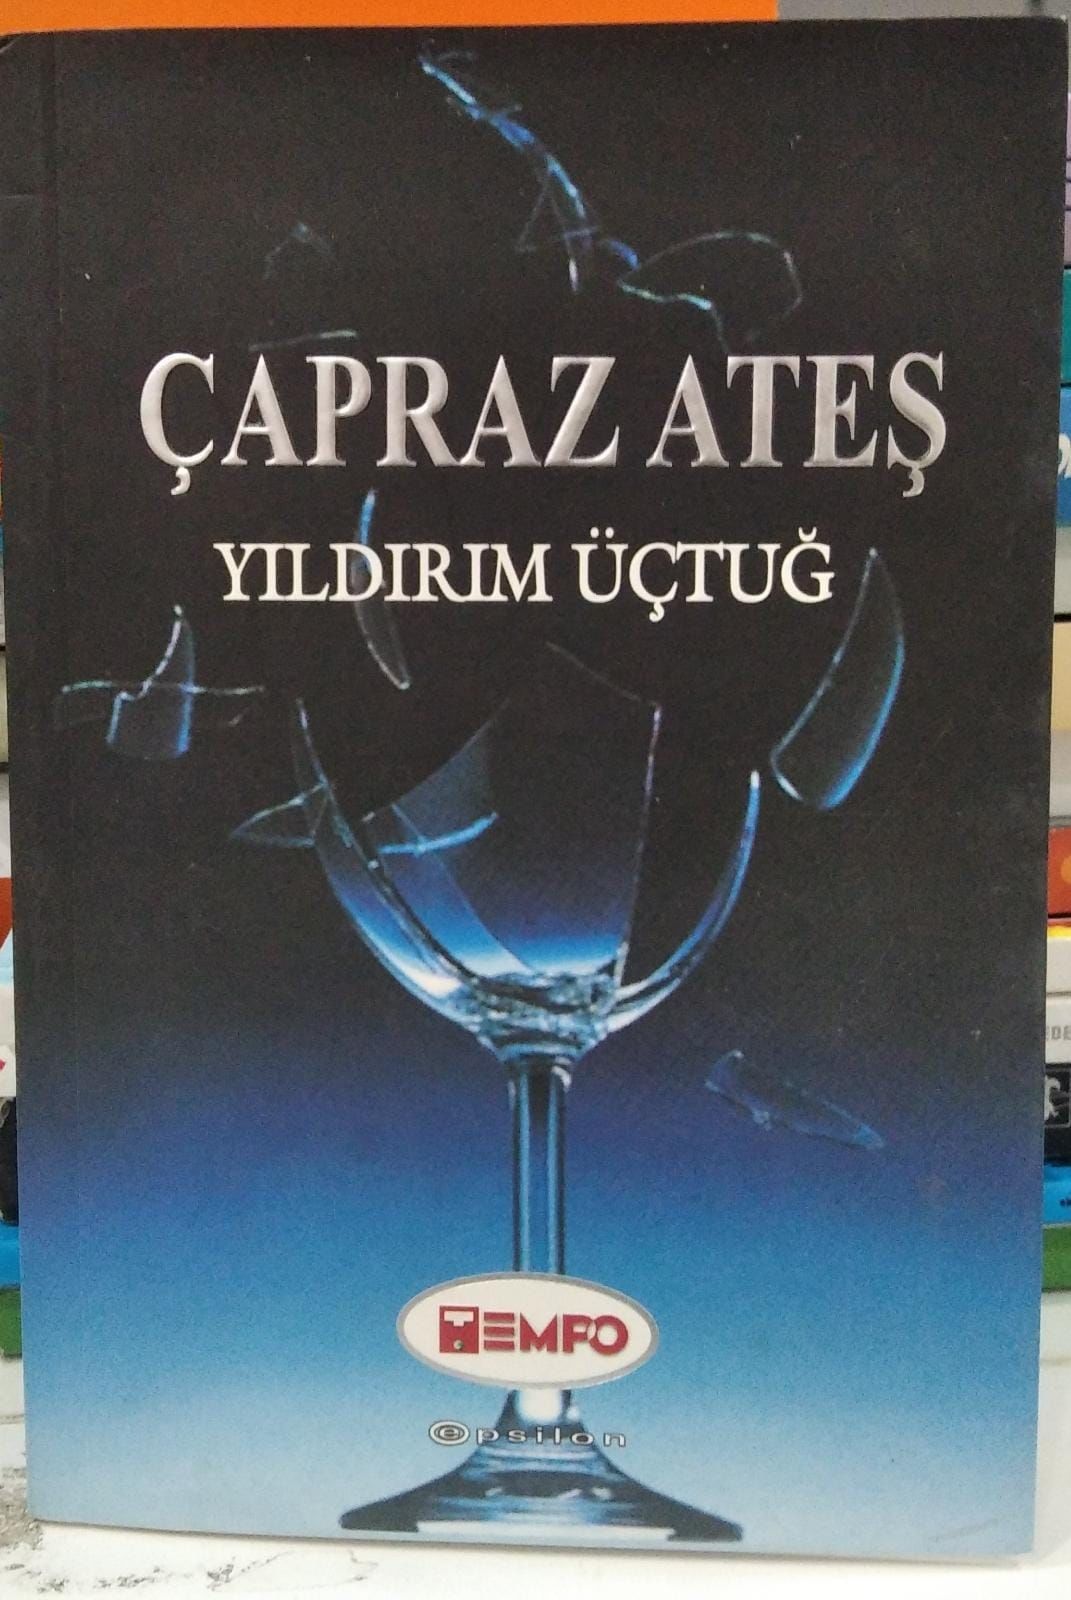 ÇAPRAZ ATEŞ
YILDIRIM ÜÇTUĞ
TEMPO
epsilon